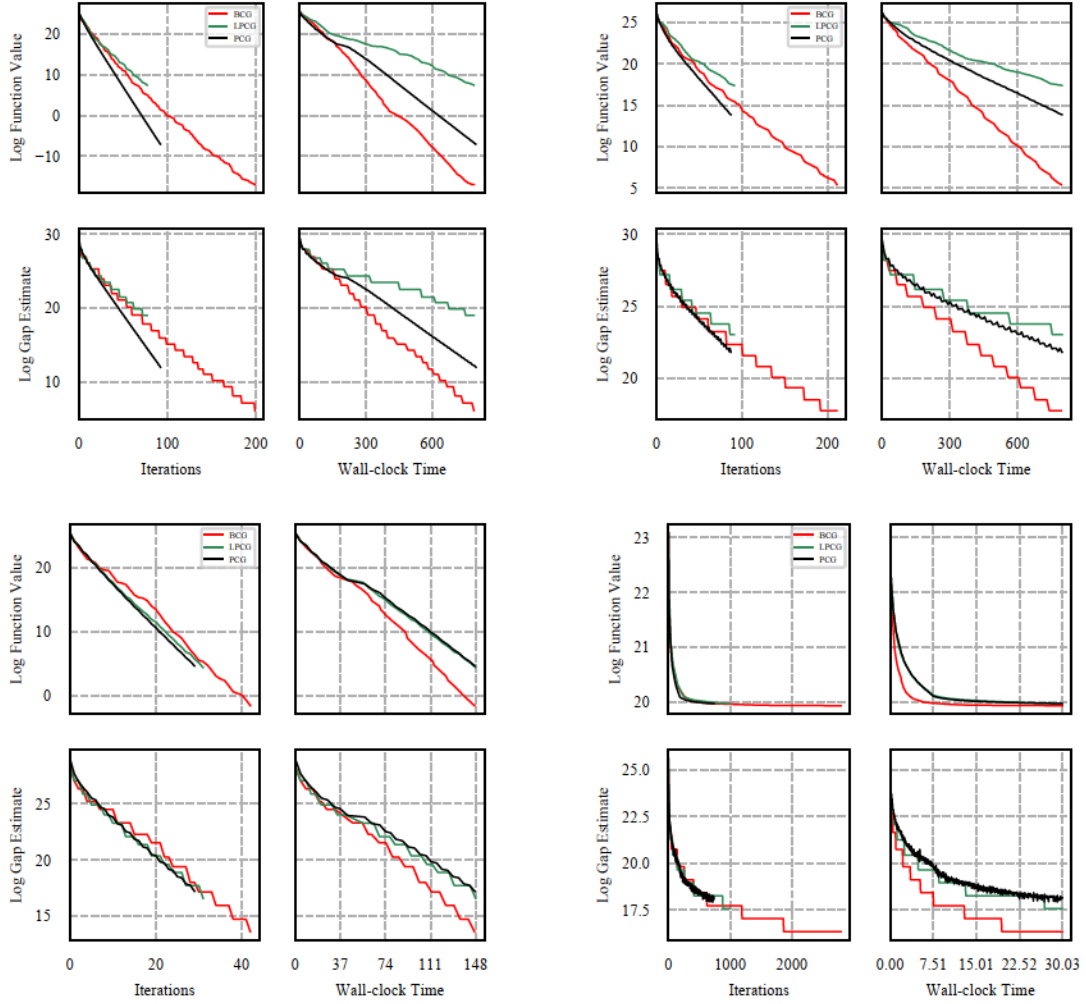 BCG
LPCG
PCG
Log Function Value
20
10
0
−10
Log Gap Estimate
30
20
10
0 100 200
Iterations
0 300 600
Wall-clock Time
BCG
LPCG
PCG
Log Function Value
25
20
15
10
5
Log Gap Estimate
30
25
20
0 100 200
Iterations
0 300 600
Wall-clock Time
BCG
LPCG
PCG
Log Function Value
20
10
0
Log Gap Estimate
25
20
15
0 20 40
Iterations
0 37 74 111 148
Wall-clock Time
BCG
LPCG
PCG
Log Function Value
23
22
21
20
Log Gap Estimate
25.0
22.5
20.0
17.5
0 1000 2000
Iterations
0.00 7.51 15.01 22.52 30.03
Wall-clock Time